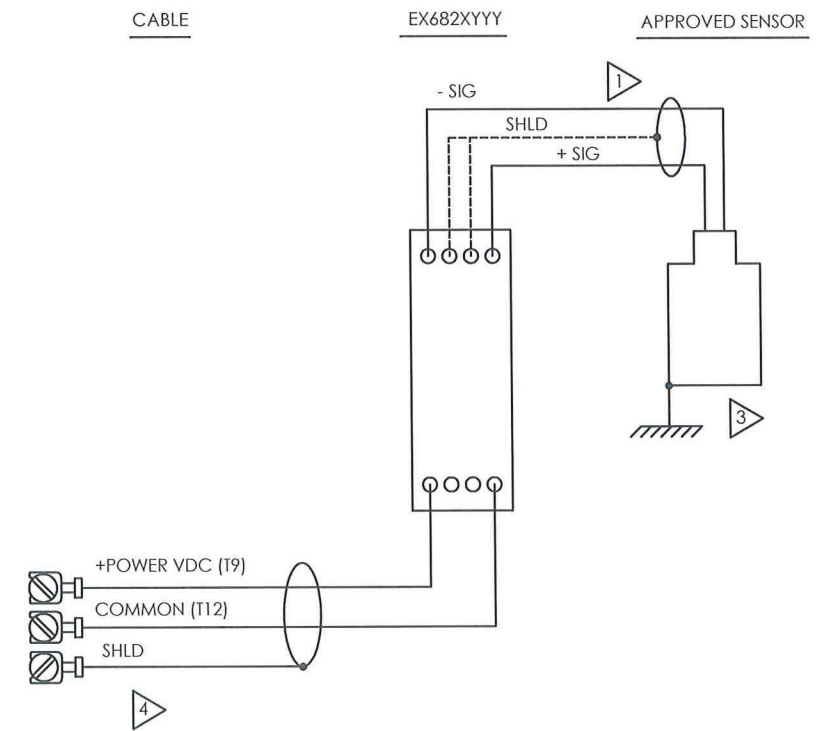 CABLE
EX682XYYY
APPROVED SENSOR
1
- SIG
SHLD
+ SIG
3
+POWER VDC (T9)
COMMON (T12)
SHLD
4